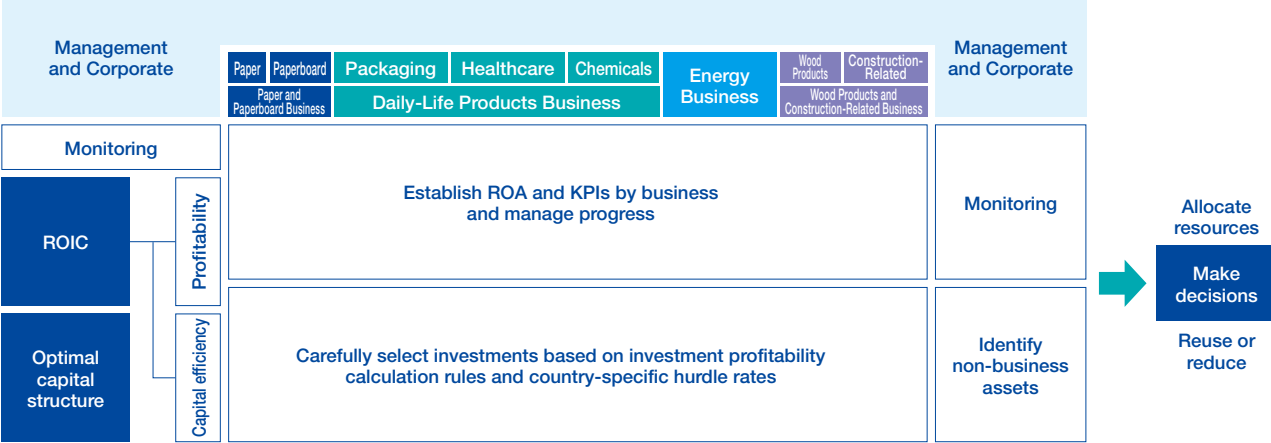 Management
and Corporate
Paper
Paperboard
Packaging
Healthcare
Chemicals
Energy
Business
Wood
Products
Construction-
Related
Paper and
Paperboard Business
Daily-Life Products Business
Wood Products and
Construction-Related Business
Management
and Corporate
Monitoring
ROIC
Profitability
Establish ROA and KPIs by business
and manage progress
Monitoring
Optimal
capital
structure
Capital efficiency
Carefully select investments based on investment profitability
calculation rules and country-specific hurdle rates
Identify
non-business
assets
Allocate
resources
Make
decisions
Reuse or
reduce